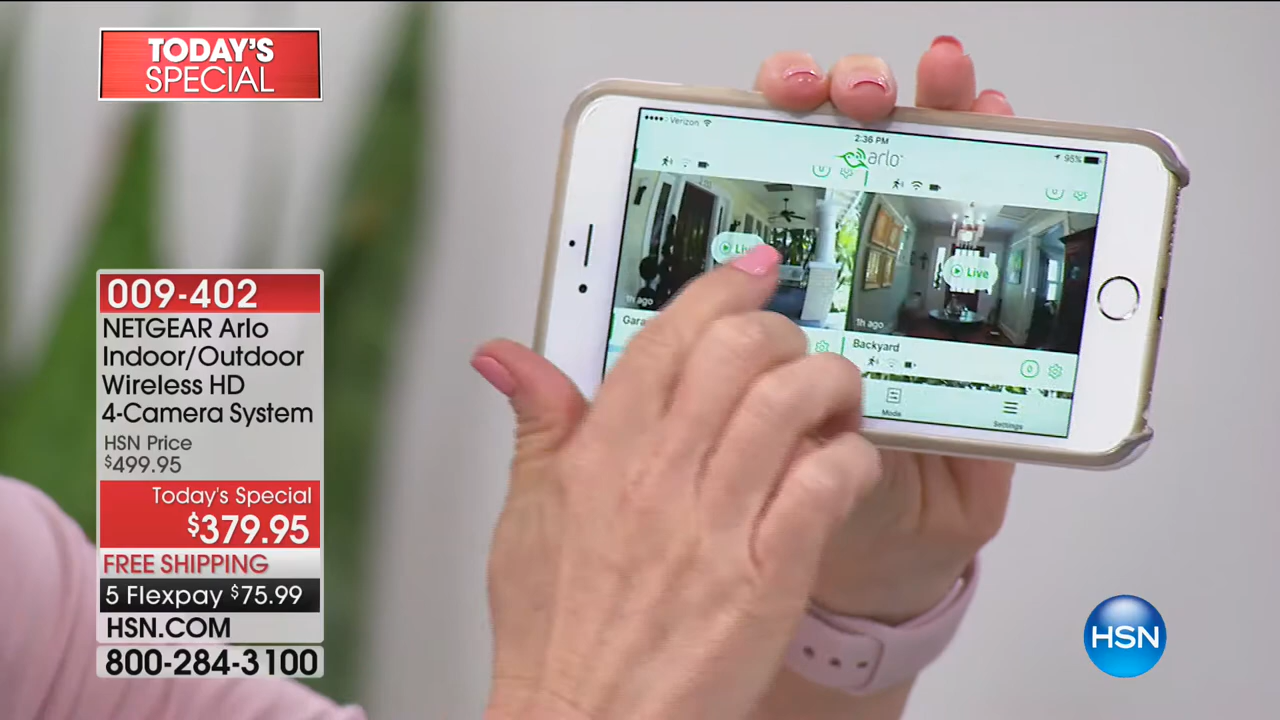 TODAY'S
SPECIAL
009-402
NETGEAR Arlo
Indoor/Outdoor
Wireless HD
4-Camera System
HSN Price
$499.95
Today's Special
$379.95
FREE SHIPPING
5 Flexpay $75.99
HSN.COM
800-284-3100
Verizon
2:36 PM
95%
arlo
Live
1h ago
Live
1h ago
Backyard
0
Mode
Settings
HSN